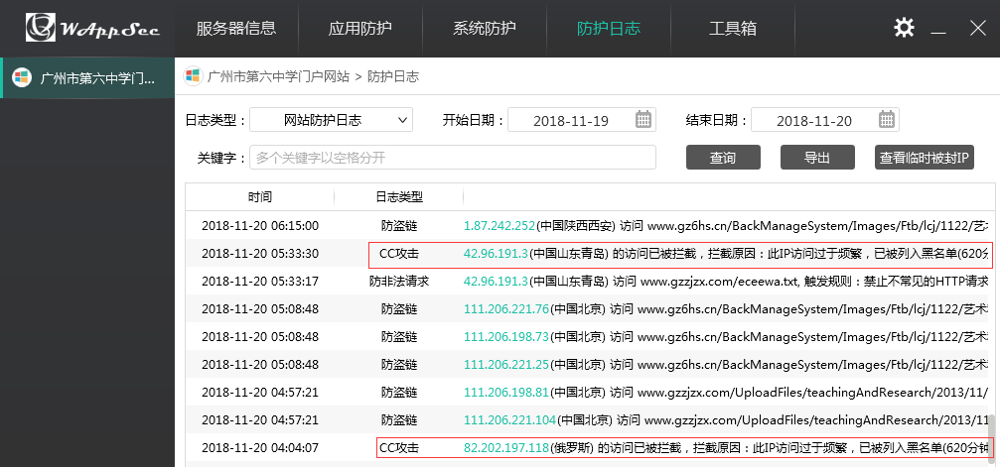 WAppSec 服务器信息 应用防护 系统防护 防护日志 工具箱
广州市第六中学门...
广州市第六中学门户网站 > 防护日志
日志类型： 网站防护日志 开始日期： 2018-11-19 结束日期： 2018-11-20
关键字： 多个关键字以空格分开 查询 导出 查看临时被封IP
时间 日志类型
2018-11-20 06:15:00 防盗链 1.87.242.252(中国陕西西安) 访问 www.gz6hs.cn/BackManageSystem/Images/Ftb/lcj/1122/艺术
2018-11-20 05:33:30 CC攻击 42.96.191.3(中国山东青岛) 的访问已被拦截，拦截原因：此IP访问过于频繁，已被列入黑名单(620分
2018-11-20 05:33:17 防非法请求 42.96.191.3(中国山东青岛) 访问 www.gzzjzx.com/eceewa.txt, 触发规则：禁止不常见的HTTP请求
2018-11-20 05:08:48 防盗链 111.206.221.76(中国北京) 访问 www.gz6hs.cn/BackManageSystem/Images/Ftb/lcj/1122/艺术
2018-11-20 05:08:48 防盗链 111.206.198.73(中国北京) 访问 www.gz6hs.cn/BackManageSystem/Images/Ftb/lcj/1122/艺术
2018-11-20 05:08:48 防盗链 111.206.221.25(中国北京) 访问 www.gz6hs.cn/BackManageSystem/Images/Ftb/lcj/1122/艺术
2018-11-20 04:57:21 防盗链 111.206.198.81(中国北京) 访问 www.gzzjzx.com/UploadFiles/teachingAndResearch/2013/11/
2018-11-20 04:57:21 防盗链 111.206.221.104(中国北京) 访问 www.gzzjzx.com/UploadFiles/teachingAndResearch/2013/11
2018-11-20 04:04:07 CC攻击 82.202.197.118(俄罗斯) 的访问已被拦截，拦截原因：此IP访问过于频繁，已被列入黑名单(620分钟